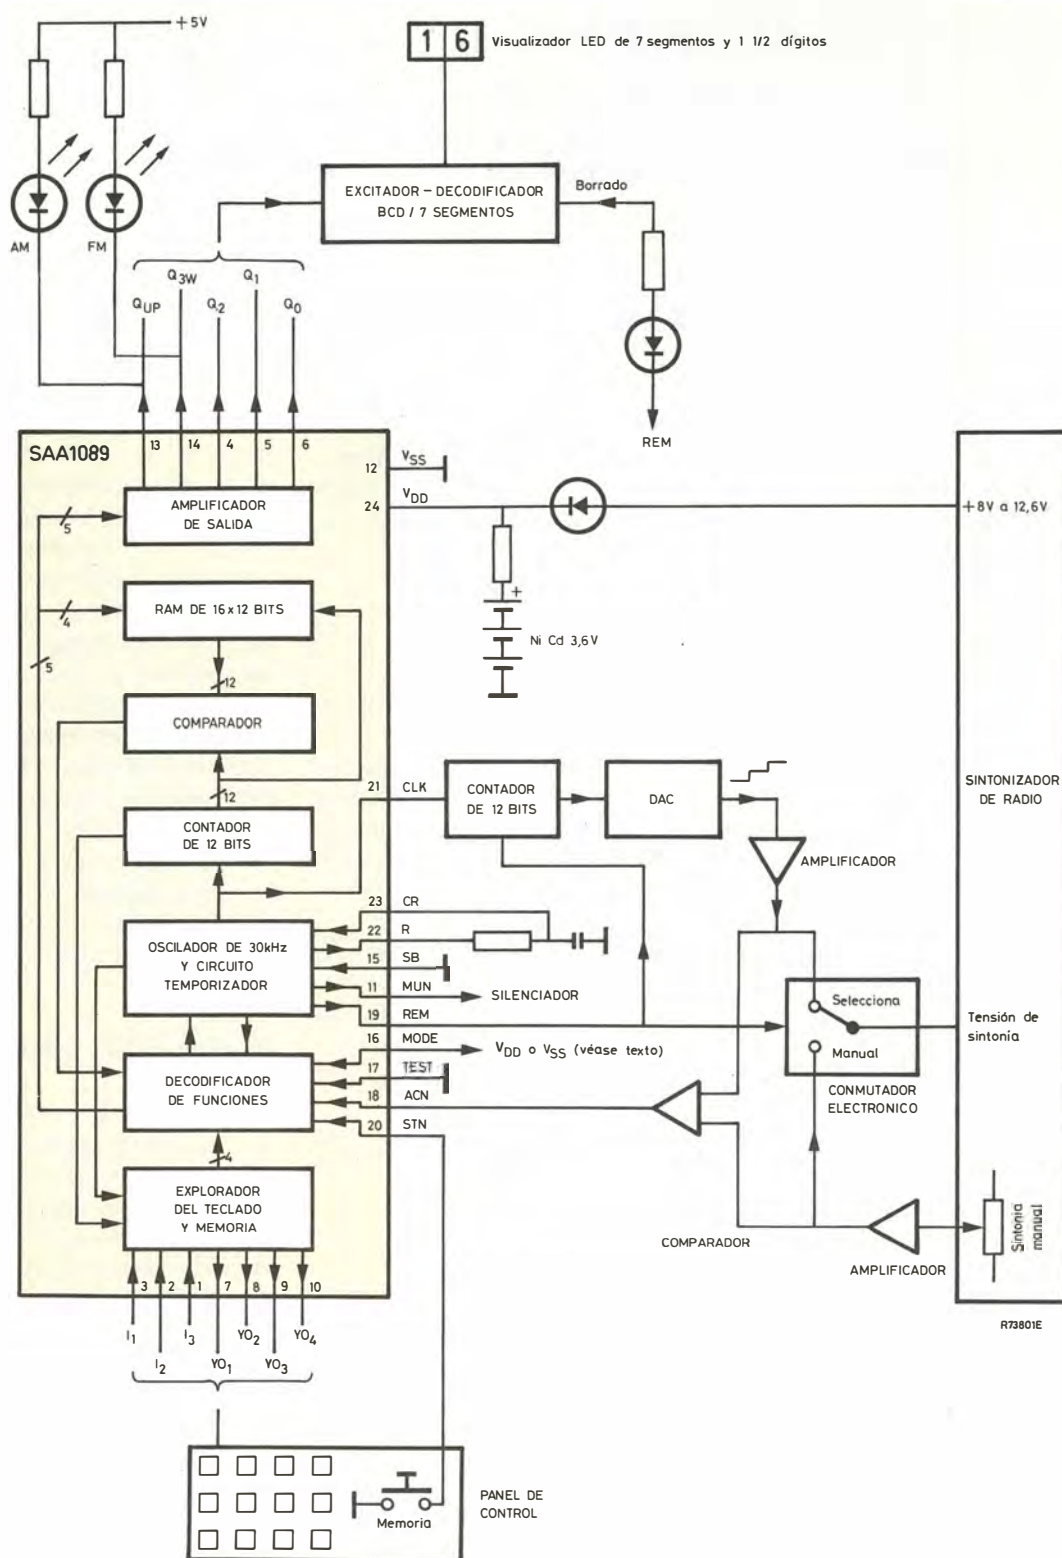 +5V
1 6
Visualizador LED de 7 segmentos y 1 1/2 dígitos
EXCITADOR - DECODIFICADOR
BCD / 7 SEGMENTOS
Borrado
AM
FM
REM
QUP
Q3W
Q2
Q1
Q0
13
14
4
5
6
SAA1089
12
VSS
24
VDD
+8V a 12,6V
AMPLIFICADOR
DE SALIDA
5
RAM DE 16 x 12 BITS
4
5
+
Ni Cd 3,6V
12
COMPARADOR
12
CONTADOR
DE 12 BITS
21
CLK
CONTADOR
DE 12 BITS
DAC
SINTONIZADOR
DE RADIO
AMPLIFICADOR
OSCILADOR DE 30kHz
Y CIRCUITO
TEMPORIZADOR
23
CR
22
R
15
SB
11
MUN
SILENCIADOR
19
REM
Selecciona
Manual
CONMUTADOR
ELECTRONICO
Tensión de
sintonía
DECODIFICADOR
DE FUNCIONES
16
MODE
VDD o VSS (véase texto)
17
TEST
18
ACN
20
STN
4
EXPLORADOR
DEL TECLADO
Y MEMORIA
COMPARADOR
AMPLIFICADOR
Sintonia
manual
R73801E
3
2
1
7
8
9
10
I1
I2
I3
YO1
YO2
YO3
YO4
Memoria
PANEL DE
CONTROL